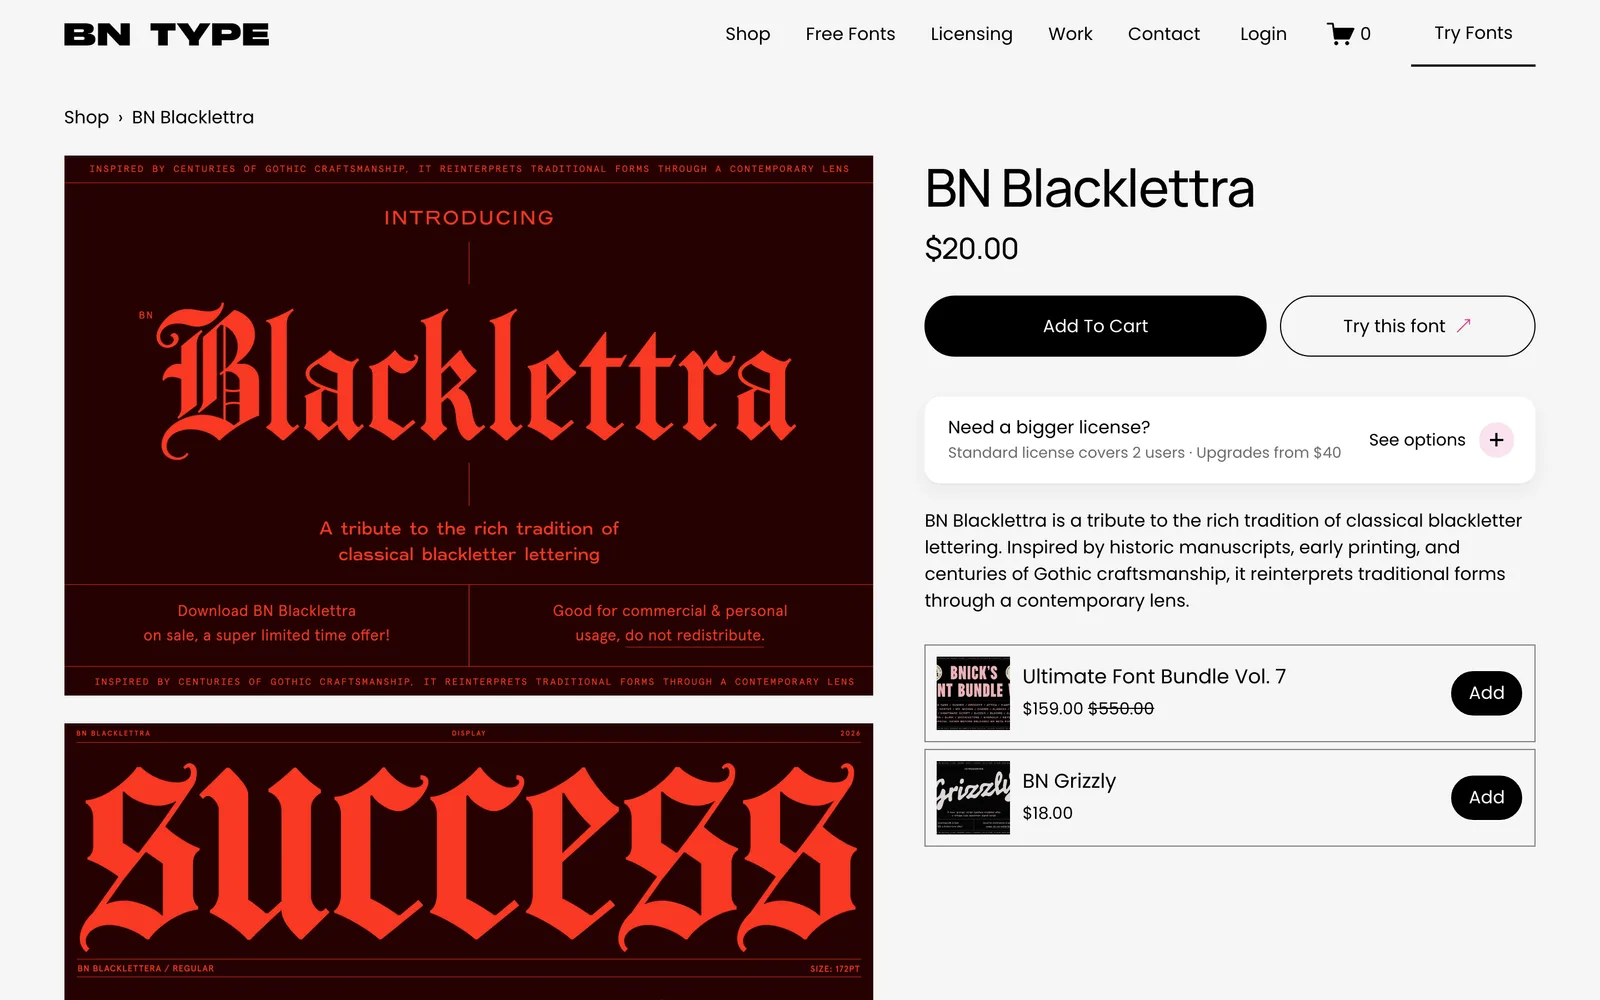 BN TYPE
Shop Free Fonts Licensing Work Contact Login 0 Try Fonts
Shop › BN Blacklettra
INSPIRED BY CENTURIES OF GOTHIC CRAFTSMANSHIP, IT REINTERPRETS TRADITIONAL FORMS THROUGH A CONTEMPORARY LENS
INTRODUCING
BN
Blacklettra
A tribute to the rich tradition of
classical blackletter lettering
Download BN Blacklettra
on sale, a super limited time offer!
Good for commercial & personal
usage, do not redistribute.
INSPIRED BY CENTURIES OF GOTHIC CRAFTSMANSHIP, IT REINTERPRETS TRADITIONAL FORMS THROUGH A CONTEMPORARY LENS
BN BLACKLETTRA DISPLAY 2026
success
BN BLACKLETTERA / REGULAR SIZE: 172PT
BN Blacklettra
$20.00
Add To Cart
Try this font ↗
Need a bigger license?
Standard license covers 2 users · Upgrades from $40
See options +
BN Blacklettra is a tribute to the rich tradition of classical blackletter
lettering. Inspired by historic manuscripts, early printing, and
centuries of Gothic craftsmanship, it reinterprets traditional forms
through a contemporary lens.
BNICK'S
NT BUNDLE
Ultimate Font Bundle Vol. 7
$159.00 $550.00
Add
Grizzly
BN Grizzly
$18.00
Add